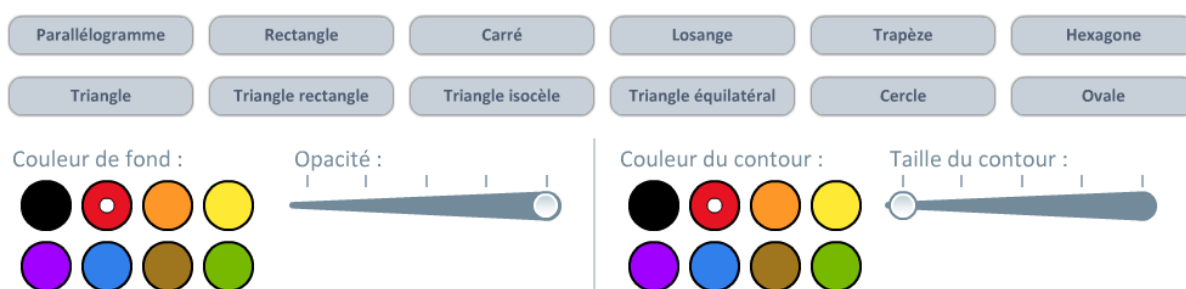 Parallélogramme Rectangle Carré Losange Trapèze Hexagone
Triangle Triangle rectangle Triangle isocèle Triangle équilatéral Cercle Ovale
Couleur de fond : Opacité : Couleur du contour : Taille du contour :